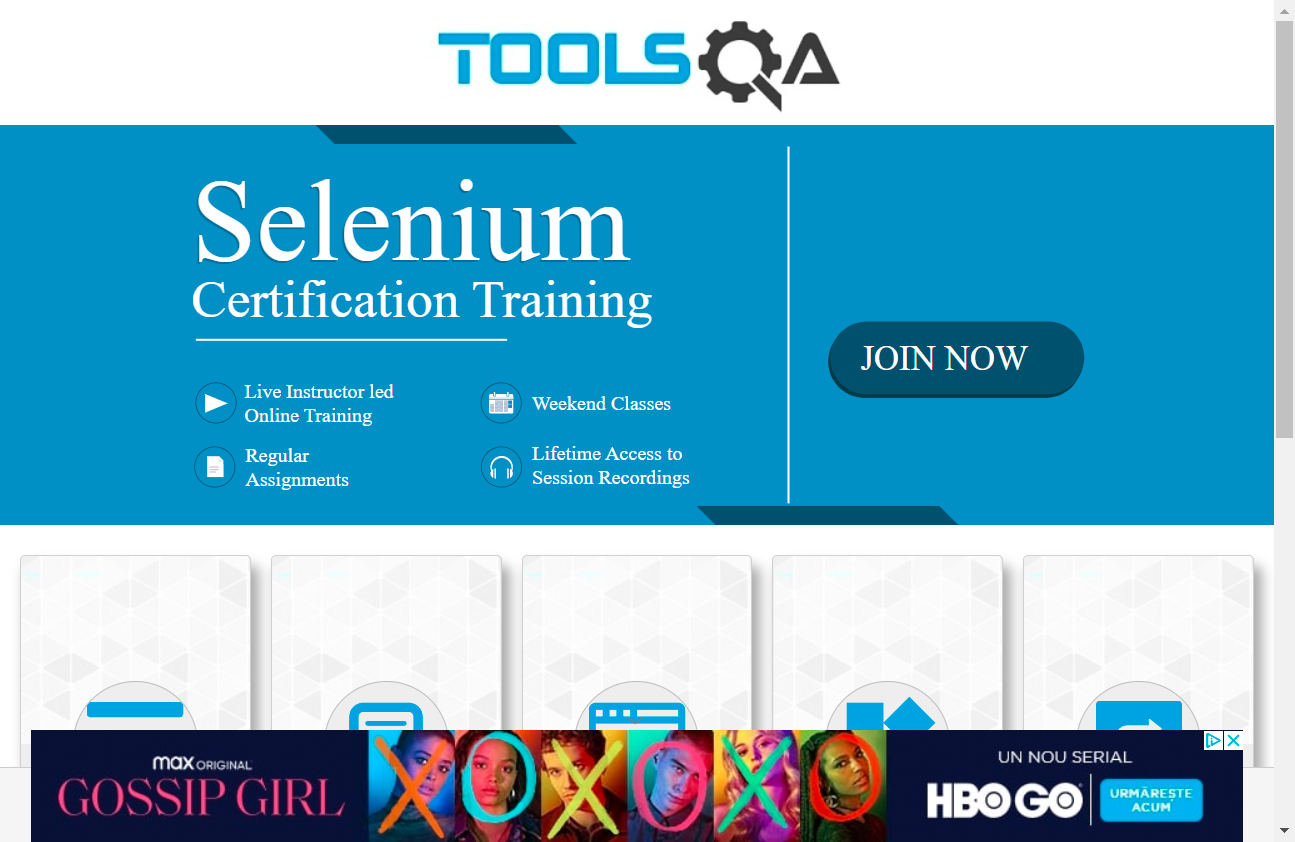 TOOLSQA
Selenium
Certification Training
JOIN NOW
Live Instructor led
Online Training
Weekend Classes
Regular
Assignments
Lifetime Access to
Session Recordings
max ORIGINAL
GOSSIP GIRL
XOXOXO
UN NOU SERIAL
HBO GO
URMĂREȘTE
ACUM